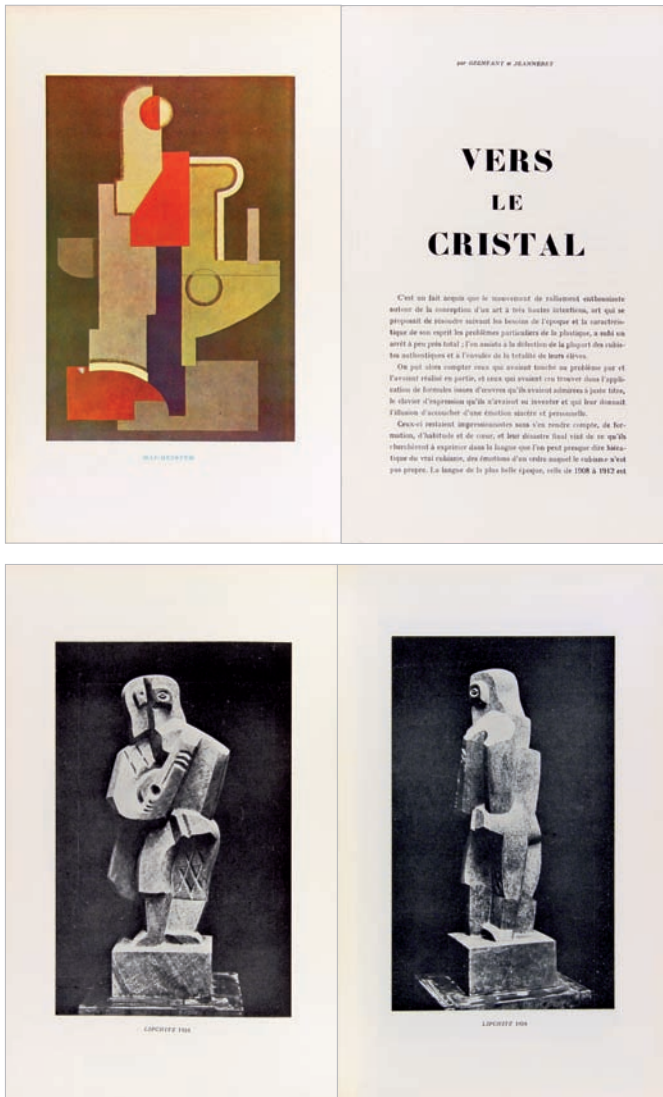 BAUMEISTER
par OZENFANT et JEANNERET
VERS
LE
CRISTAL
C'est un fait acquis que le mouvement de ralliement enthousiaste
autour de la conception d'un art à très hautes intentions, art qui se
proposait de résoudre suivant les besoins de l'époque et la caractéris-
tique de son esprit les problèmes particuliers de la plastique, a subi un
arrêt à peu près total ; l'on assiste à la défection de la plupart des cubis-
tes authentiques et à l'envolée de la totalité de leurs élèves.
On put alors compter ceux qui avaient touché au problème pur et
l'avaient réalisé en partie, et ceux qui avaient cru trouver dans l'appli-
cation de formules issues d'œuvres qu'ils avaient admirées à juste titre,
le clavier d'expression qu'ils n'avaient su inventer et qui leur donnait
l'illusion d'accoucher d'une émotion sincère et personnelle.
Ceux-ci restaient impressionnistes sans s'en rendre compte, de for-
mation, d'habitude et de cœur, et leur désastre final vint de ce qu'ils
cherchèrent à exprimer dans la langue que l'on peut presque dire hiéra-
tique du vrai cubisme, des émotions d'un ordre auquel le cubisme n'est
pas propre. La langue de la plus belle époque, celle de 1908 à 1912 est
LIPCHITZ
LIPCHITZ